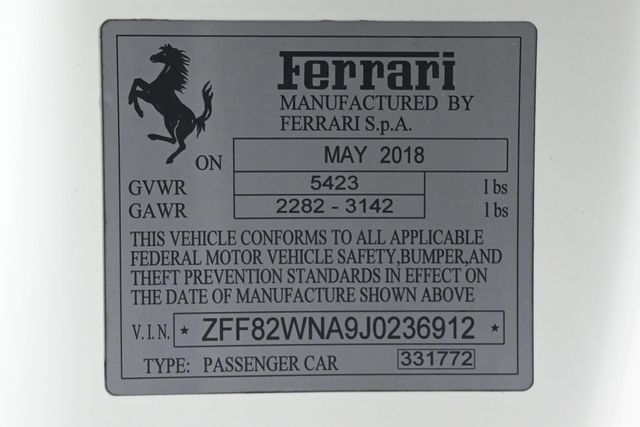 Ferrari
MANUFACTURED BY
FERRARI S.p.A.
ON MAY 2018
GVWR 5423 lbs
GAWR 2282 - 3142 lbs
THIS VEHICLE CONFORMS TO ALL APPLICABLE
FEDERAL MOTOR VEHICLE SAFETY,BUMPER,AND
THEFT PREVENTION STANDARDS IN EFFECT ON
THE DATE OF MANUFACTURE SHOWN ABOVE
V.I.N. * ZFF82WNA9J0236912 *
TYPE: PASSENGER CAR 331772